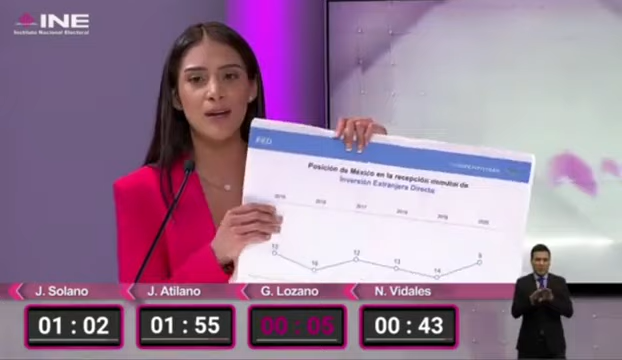 INE
Instituto Nacional Electoral
Posición de México en la recepción mundial de
Inversión Extranjera Directa
2015 2016 2017 2018 2019 2020
13 16 12 13 14 9
J. Solano J. Atilano G. Lozano N. Vidales
01 : 02 01 : 55 00 : 05 00 : 43